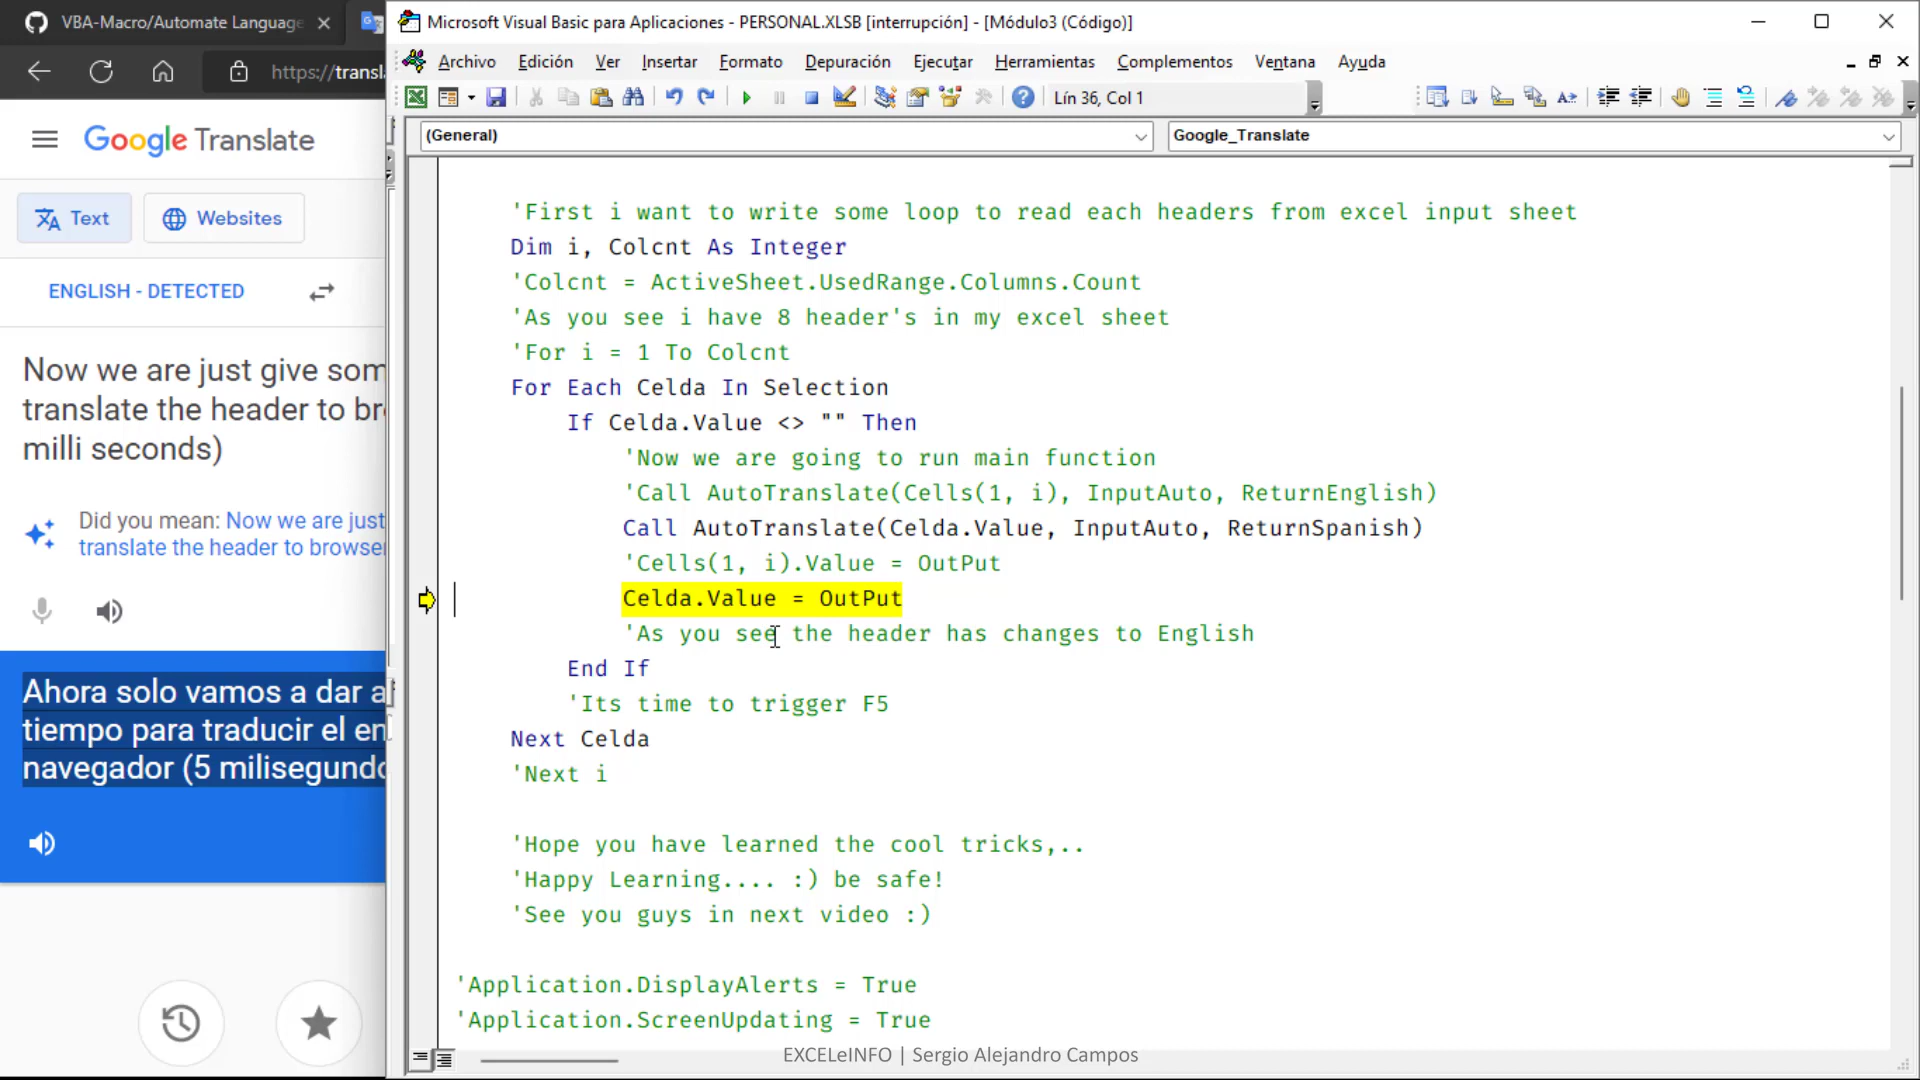 VBA-Macro/Automate Language
https://transl
Google Translate
Text
Websites
ENGLISH - DETECTED
Now we are just give som
translate the header to bro
milli seconds)
Did you mean: Now we are just
translate the header to browser
Ahora solo vamos a dar a
tiempo para traducir el en
navegador (5 milisegundo
Microsoft Visual Basic para Aplicaciones - PERSONAL.XLSB [interrupción] - [Módulo3 (Código)]
Archivo Edición Ver Insertar Formato Depuración Ejecutar Herramientas Complementos Ventana Ayuda
Lín 36, Col 1
(General)
Google_Translate
'First i want to write some loop to read each headers from excel input sheet
Dim i, Colcnt As Integer
'Colcnt = ActiveSheet.UsedRange.Columns.Count
'As you see i have 8 header's in my excel sheet
'For i = 1 To Colcnt
For Each Celda In Selection
If Celda.Value <> "" Then
'Now we are going to run main function
'Call AutoTranslate(Cells(1, i), InputAuto, ReturnEnglish)
Call AutoTranslate(Celda.Value, InputAuto, ReturnSpanish)
'Cells(1, i).Value = OutPut
Celda.Value = OutPut
'As you see the header has changes to English
End If
'Its time to trigger F5
Next Celda
'Next i
'Hope you have learned the cool tricks,..
'Happy Learning.... :) be safe!
'See you guys in next video :)
'Application.DisplayAlerts = True
'Application.ScreenUpdating = True
EXCELeINFO | Sergio Alejandro Campos